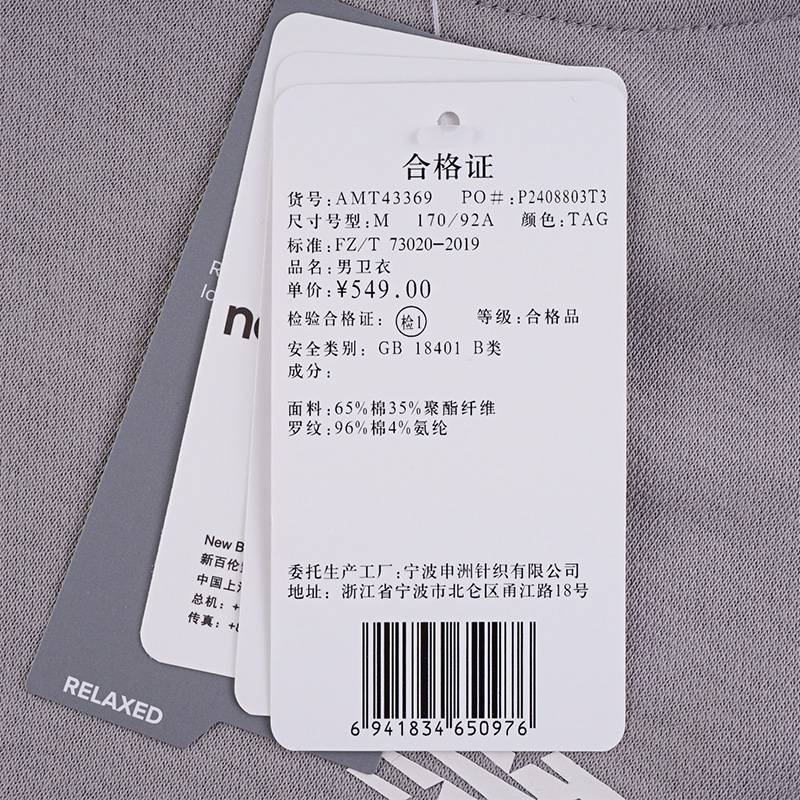 合格证
货号:AMT43369 PO#:P2408803T3
尺寸号型:M 170/92A 颜色:TAG
标准:FZ/T 73020-2019
品名:男卫衣
单价:¥549.00
检验合格证: 检1 等级:合格品
安全类别: GB 18401 B类
成分:
面料:65%棉35%聚酯纤维
罗纹:96%棉4%氨纶
委托生产工厂:宁波申洲针织有限公司
地址: 浙江省宁波市北仑区甬江路18号
6 941834 650976
New B
新百伦
中国上海
总机: +
传真: +
RELAXED